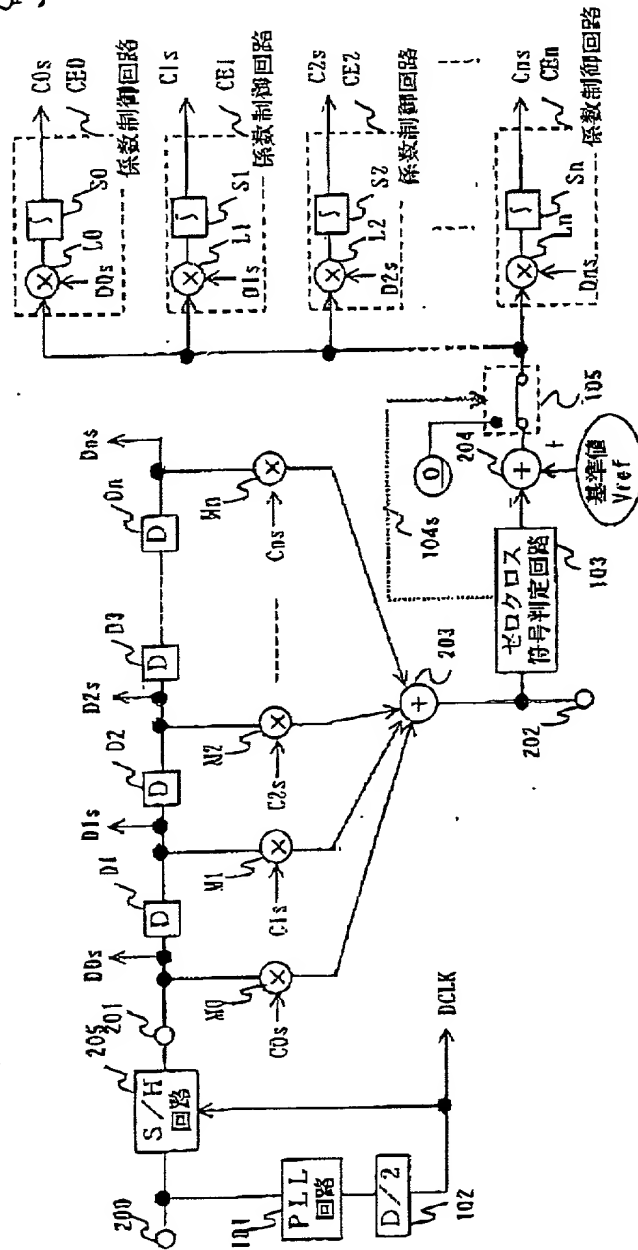 200
S/H
回路
205
201
PLL
回路
101
D/2
102
DCLK
D0s
D
D1
D1s
D
D2
D2s
D
D3
D
Dn
Dns
M0
C0s
M1
C1s
M2
C2s
Mn
Cns
203
202
ゼロクロス
符号判定回路
103
104s
204
基準値
Vref
0
105
C0s
CE0
係数制御回路
S0
L0
D0s
C1s
CE1
係数制御回路
S1
L1
D1s
C2s
CE2
係数制御回路
S2
L2
D2s
Cns
CEn
係数制御回路
Sn
Ln
Dns